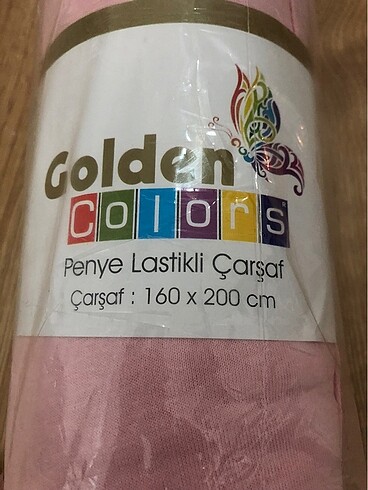 Golden
Colors
Penye Lastikli Çarşaf
Çarşaf : 160 x 200 cm